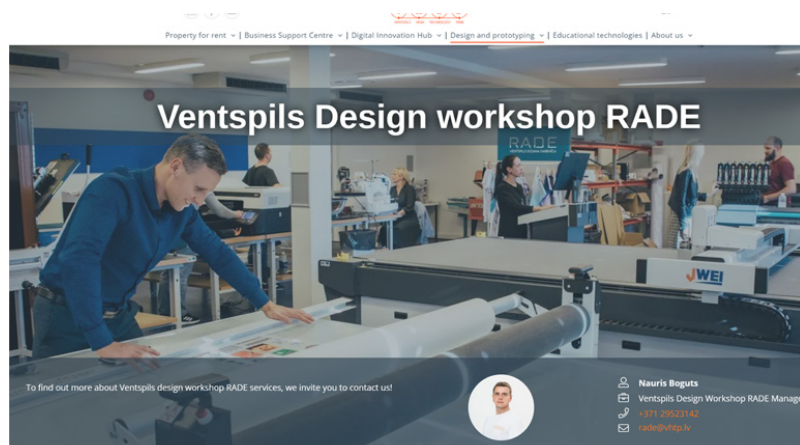 Property for rent | Business Support Centre | Digital Innovation Hub | Design and prototyping | Educational technologies | About us
Ventspils Design workshop RADE
RADE
JWEI
To find out more about Ventspils design workshop RADE services, we invite you to contact us!
Nauris Boguts
Ventspils Design Workshop RADE Manage
+371 29523142
rade@vhtp.lv